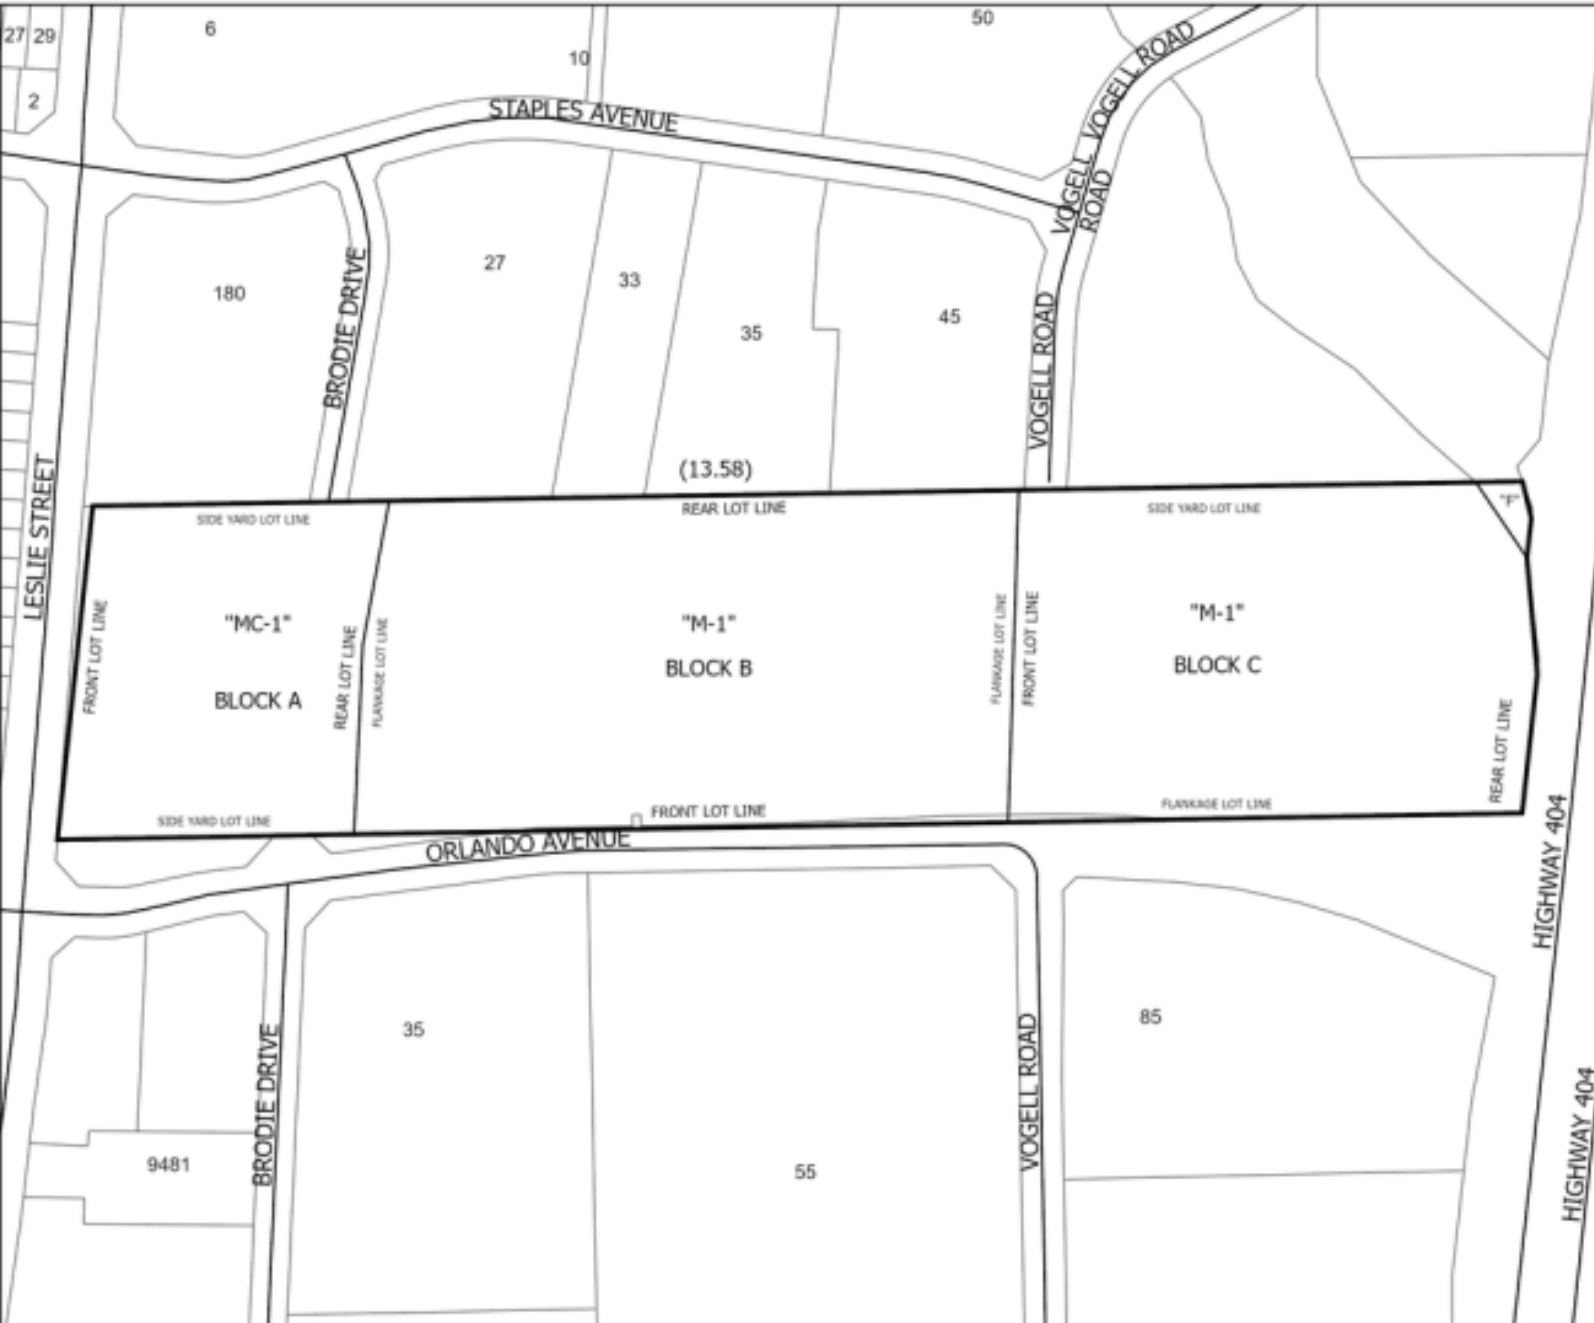 27 29
6
10
50
2
STAPLES AVENUE
VOGELL ROAD
VOGELL
ROAD
180
BRODIE DRIVE
27
33
35
45
VOGELL ROAD
LESLIE STREET
(13.58)
SIDE YARD LOT LINE
REAR LOT LINE
SIDE YARD LOT LINE
"F"
FRONT LOT LINE
"MC-1"
BLOCK A
REAR LOT LINE
FLANKAGE LOT LINE
"M-1"
BLOCK B
FLANKAGE LOT LINE
FRONT LOT LINE
"M-1"
BLOCK C
REAR LOT LINE
SIDE YARD LOT LINE
FRONT LOT LINE
FLANKAGE LOT LINE
ORLANDO AVENUE
HIGHWAY 404
35
BRODIE DRIVE
9481
55
VOGELL ROAD
85
HIGHWAY 404